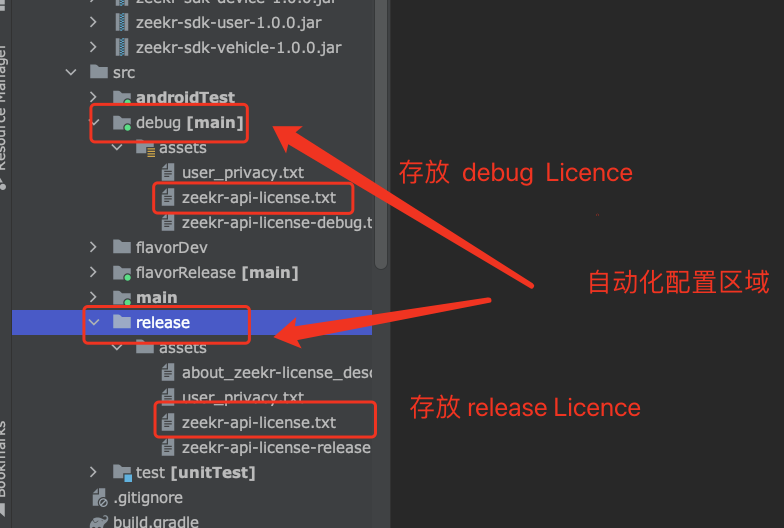 zeekr-sdk-device-1.0.0.jar
zeekr-sdk-user-1.0.0.jar
zeekr-sdk-vehicle-1.0.0.jar
src
androidTest
debug [main]
assets
user_privacy.txt
zeekr-api-license.txt
zeekr-api-license-debug.t
flavorDev
flavorRelease [main]
main
release
assets
about_zeekr-license_desc
user_privacy.txt
zeekr-api-license.txt
zeekr-api-license-release
test [unitTest]
.gitignore
build.gradle
Resource Manager
Bookmarks
存放 debug Licence
自动化配置区域
存放 release Licence